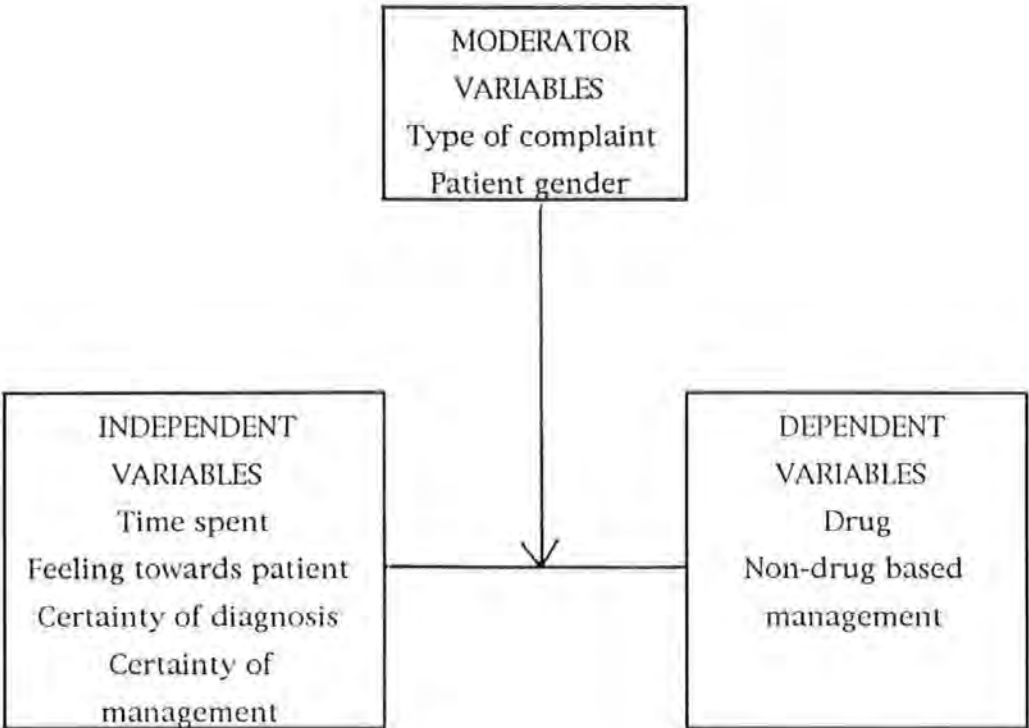 MODERATOR
VARIABLES
Type of complaint
Patient gender
INDEPENDENT
VARIABLES
Time spent
Feeling towards patient
Certainty of diagnosis
Certainty of
management
DEPENDENT
VARIABLES
Drug
Non-drug based
management